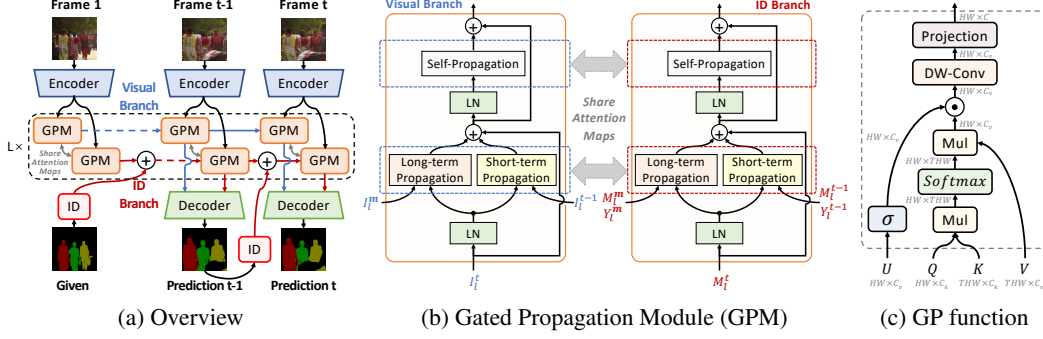 Frame 1
Frame t-1
Frame t
Encoder
Encoder
Encoder
Visual
Branch
L×
GPM
GPM
GPM
Share
Attention
Maps
GPM
GPM
GPM
ID
Branch
ID
Decoder
Decoder
ID
Given
Prediction t-1
Prediction t
(a) Overview
Visual Branch
ID Branch
Self-Propagation
Self-Propagation
LN
LN
Share
Attention
Maps
Long-term
Propagation
Short-term
Propagation
Long-term
Propagation
Short-term
Propagation
I_l^m
I_l^{t-1}
M_l^m
Y_l^m
M_l^{t-1}
Y_l^{t-1}
LN
LN
I_l^t
M_l^t
(b) Gated Propagation Module (GPM)
HW×C
Projection
HW×C_v
DW-Conv
HW×C_v
HW×C_v
HW×C_v
Mul
HW×THW
Softmax
HW×THW
σ
Mul
U
Q
K
V
HW×C_v
HW×C_k
THW×C_k
THW×C_v
(c) GP function